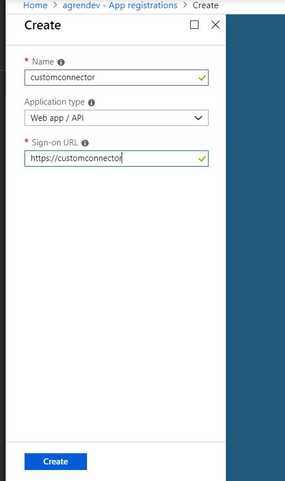 Home > agrendev - App registrations > Create
Create
* Name
customconnector
Application type
Web app / API
* Sign-on URL
https://customconnector
Create